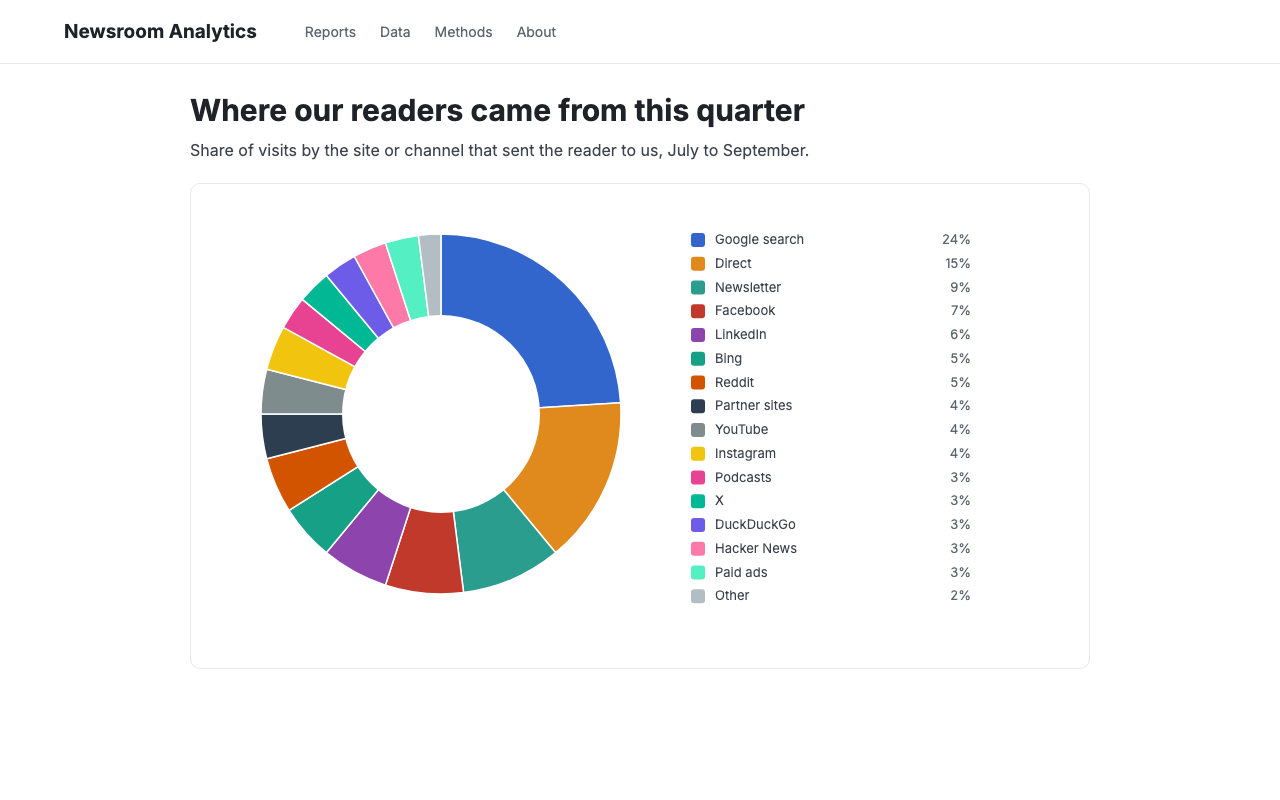 Newsroom Analytics Reports Data Methods About
Where our readers came from this quarter
Share of visits by the site or channel that sent the reader to us, July to September.
Google search 24%
Direct 15%
Newsletter 9%
Facebook 7%
LinkedIn 6%
Bing 5%
Reddit 5%
Partner sites 4%
YouTube 4%
Instagram 4%
Podcasts 3%
X 3%
DuckDuckGo 3%
Hacker News 3%
Paid ads 3%
Other 2%